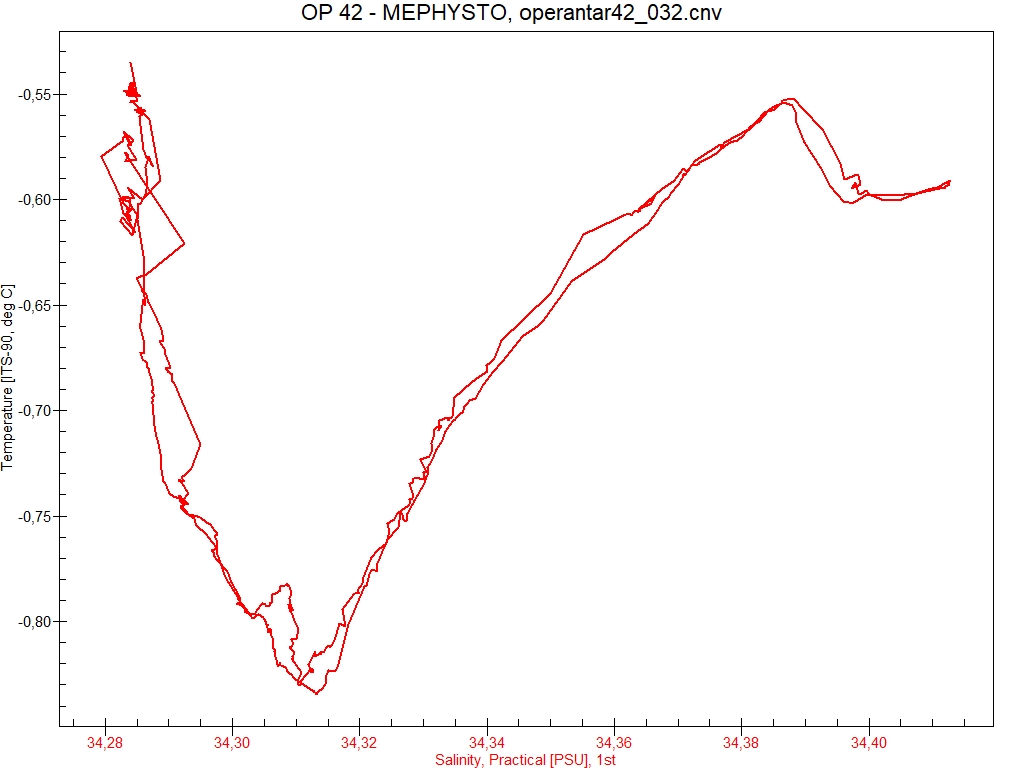 OP 42 - MEPHYSTO, operantar42_032.cnv
-0,55
-0,60
-0,65
-0,70
-0,75
-0,80
Temperature [ITS-90, deg C]
34,28 34,30 34,32 34,34 34,36 34,38 34,40
Salinity, Practical [PSU], 1st